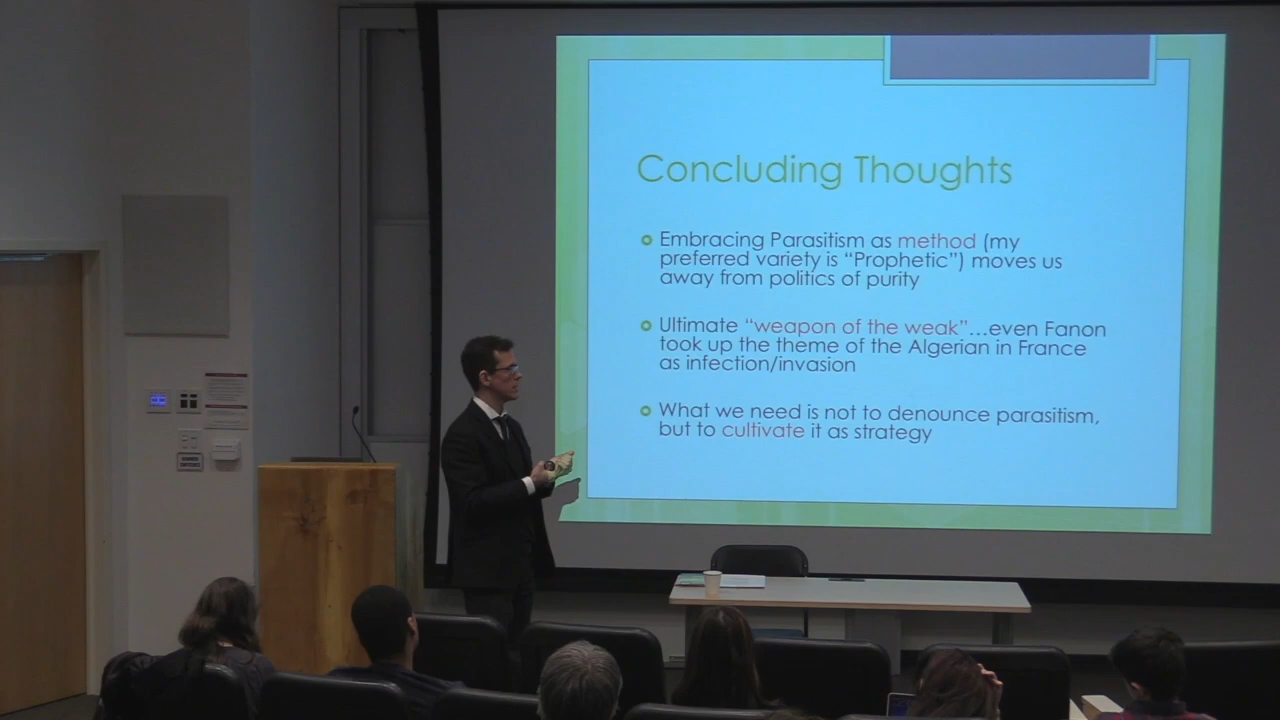 Concluding Thoughts
Embracing Parasitism as method (my
preferred variety is “Prophetic”) moves us
away from politics of purity
Ultimate “weapon of the weak”...even Fanon
took up the theme of the Algerian in France
as infection/invasion
What we need is not to denounce parasitism,
but to cultivate it as strategy